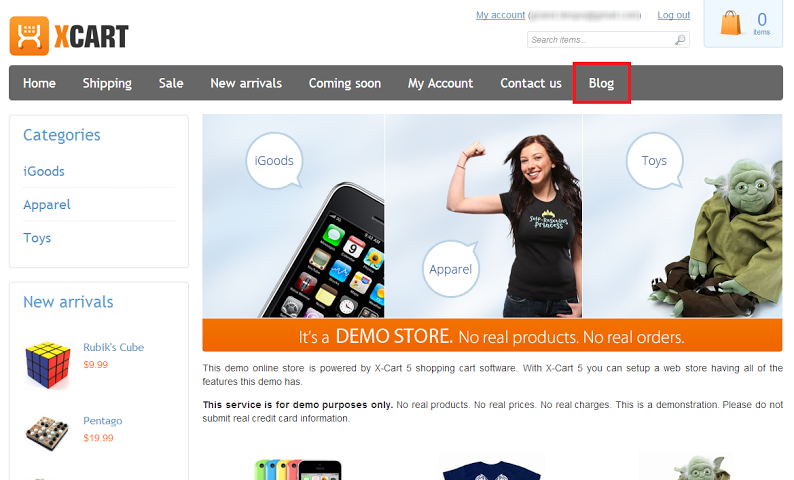 My account ( ) Log out
0
items
XCART
Search items...
Home Shipping Sale New arrivals Coming soon My Account Contact us Blog
Categories
iGoods
Apparel
Toys
iGoods
Toys
Apparel
SELF-RESCUING
PRINCESS
It's a DEMO STORE. No real products. No real orders.
New arrivals
Rubik's Cube
$9.99
Pentago
$19.99
This demo online store is powered by X-Cart 5 shopping cart software. With X-Cart 5 you can setup a web store having all of the
features this demo has.
This service is for demo purposes only. No real products. No real prices. No real charges. This is a demonstration. Please do not
submit real credit card information.